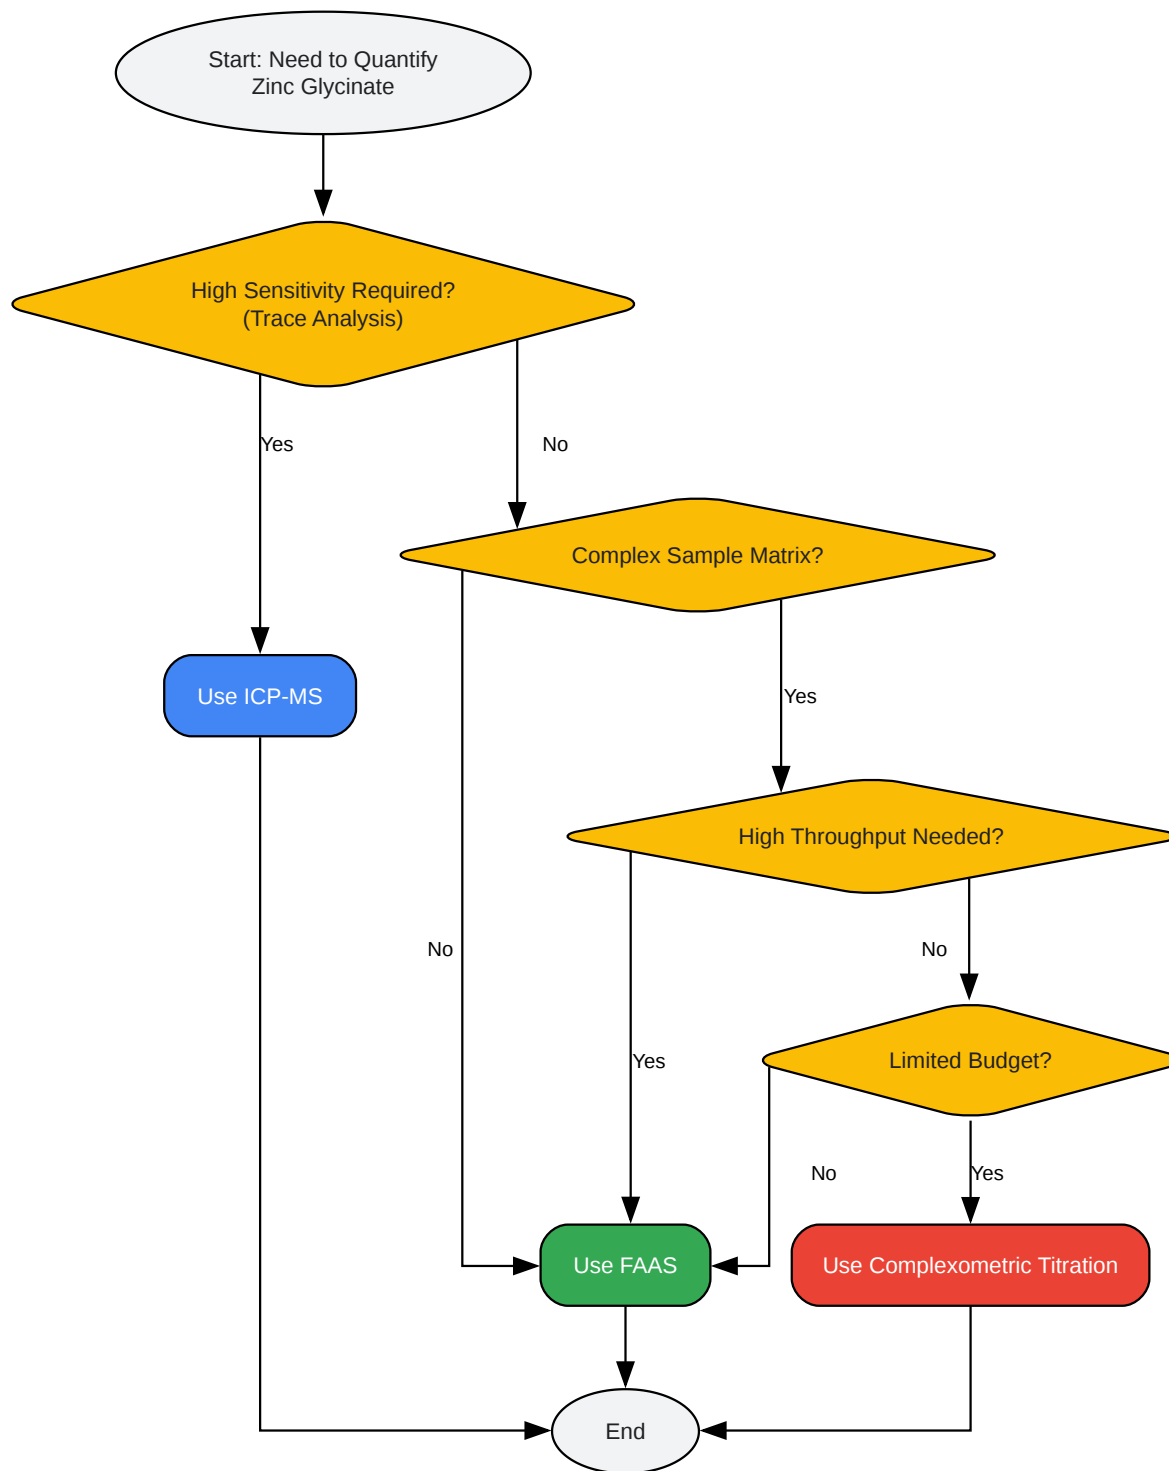 Start: Need to Quantify
Zinc Glycinate
High Sensitivity Required?
(Trace Analysis)
Yes
No
Complex Sample Matrix?
Use ICP-MS
Yes
High Throughput Needed?
No
No
Yes
Limited Budget?
No
Yes
Use FAAS
Use Complexometric Titration
End